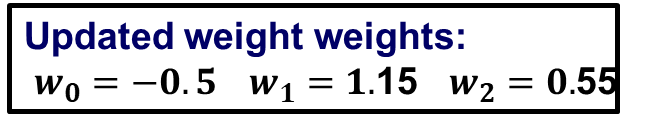 Updated weight weights:
w₀ = −0.5 w₁ = 1.15 w₂ = 0.55